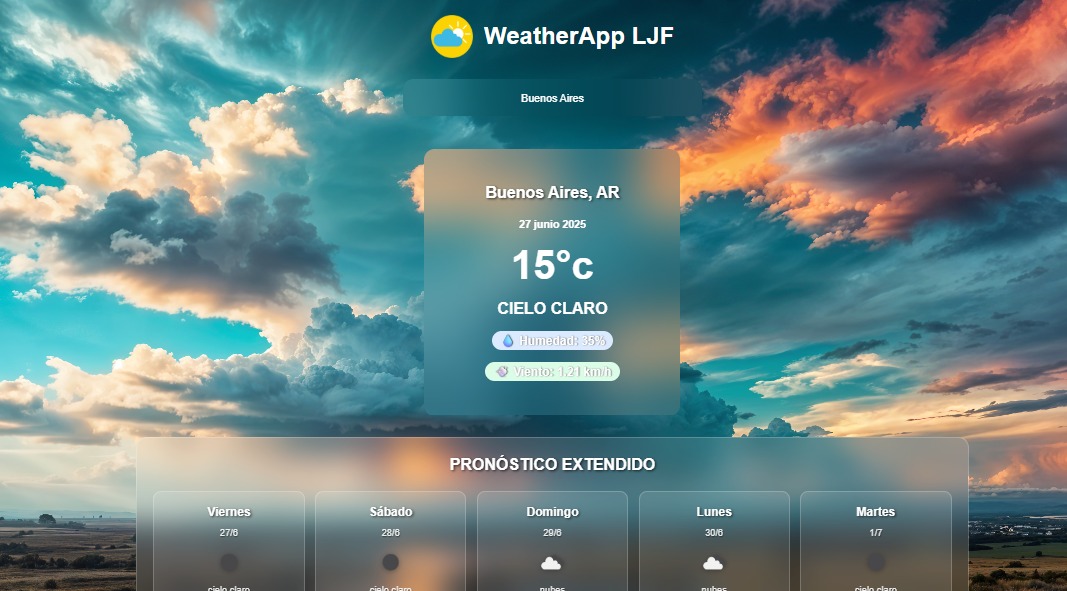 WeatherApp LJF
Buenos Aires
Buenos Aires, AR
27 junio 2025
15°c
CIELO CLARO
Humedad: 35%
Viento: 1.21 km/h
PRONÓSTICO EXTENDIDO
Viernes
27/6
cielo claro
Sábado
28/6
cielo claro
Domingo
29/6
nubes
Lunes
30/6
nubes
Martes
1/7
cielo claro